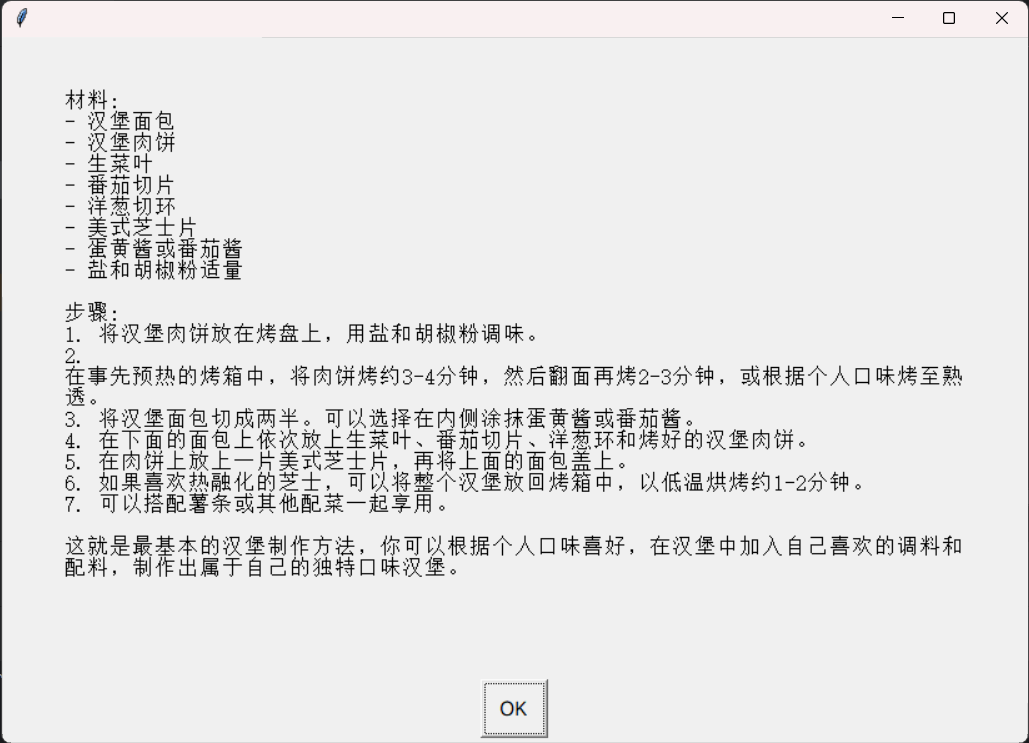 材料:
- 汉堡面包
- 汉堡肉饼
- 生菜叶
- 番茄切片
- 洋葱切环
- 美式芝士片
- 蛋黄酱或番茄酱
- 盐和胡椒粉适量
步骤:
1. 将汉堡肉饼放在烤盘上，用盐和胡椒粉调味。
2.
在事先预热的烤箱中，将肉饼烤约3-4分钟，然后翻面再烤2-3分钟，或根据个人口味烤至熟
透。
3. 将汉堡面包切成两半。可以选择在内侧涂抹蛋黄酱或番茄酱。
4. 在下面的面包上依次放上生菜叶、番茄切片、洋葱环和烤好的汉堡肉饼。
5. 在肉饼上放上一片美式芝士片，再将上面的面包盖上。
6. 如果喜欢热融化的芝士，可以将整个汉堡放回烤箱中，以低温烘烤约1-2分钟。
7. 可以搭配薯条或其他配菜一起享用。
这就是最基本的汉堡制作方法，你可以根据个人口味喜好，在汉堡中加入自己喜欢的调料和
配料，制作出属于自己的独特口味汉堡。
OK